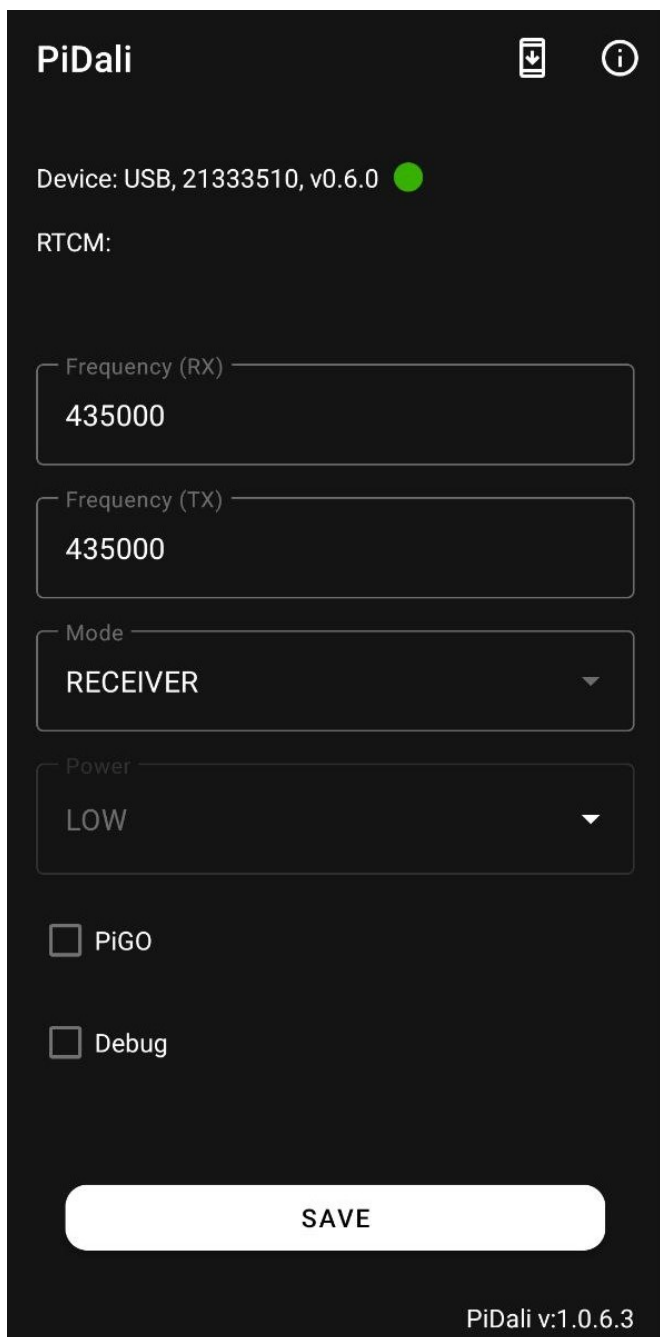 PiDali
Device: USB, 21333510, v0.6.0
RTCM:
Frequency (RX)
435000
Frequency (TX)
435000
Mode
RECEIVER
Power
LOW
PiGO
Debug
SAVE
PiDali v:1.0.6.3